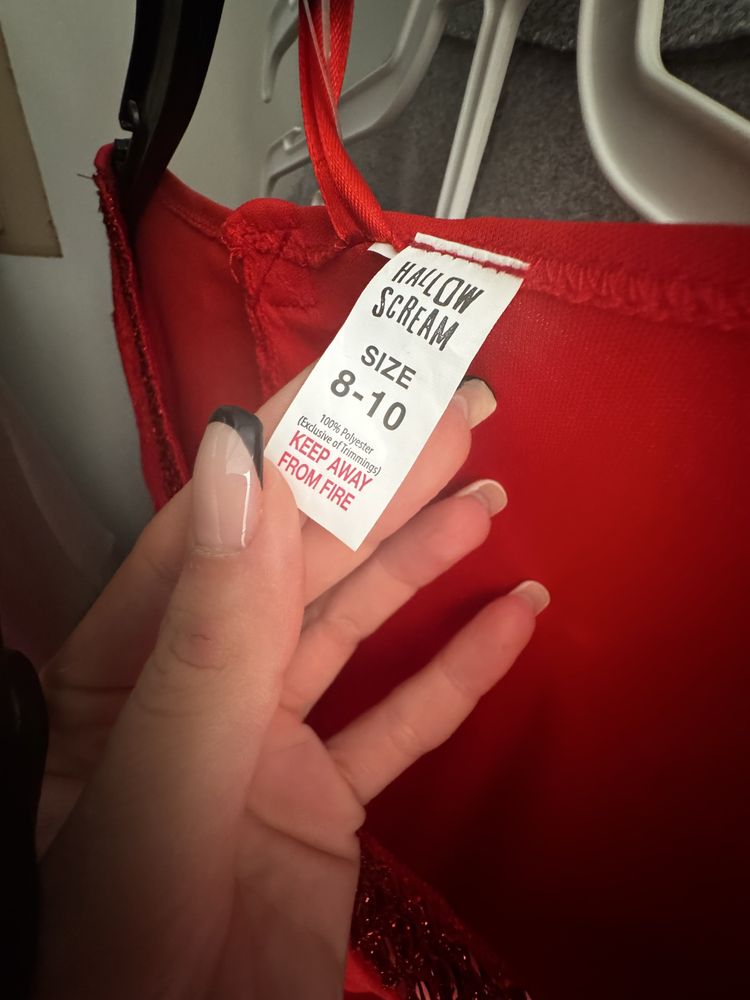 HALLOW
SCREAM
SIZE
8-10
100% Polyester
(Exclusive of Trimmings)
KEEP AWAY
FROM FIRE